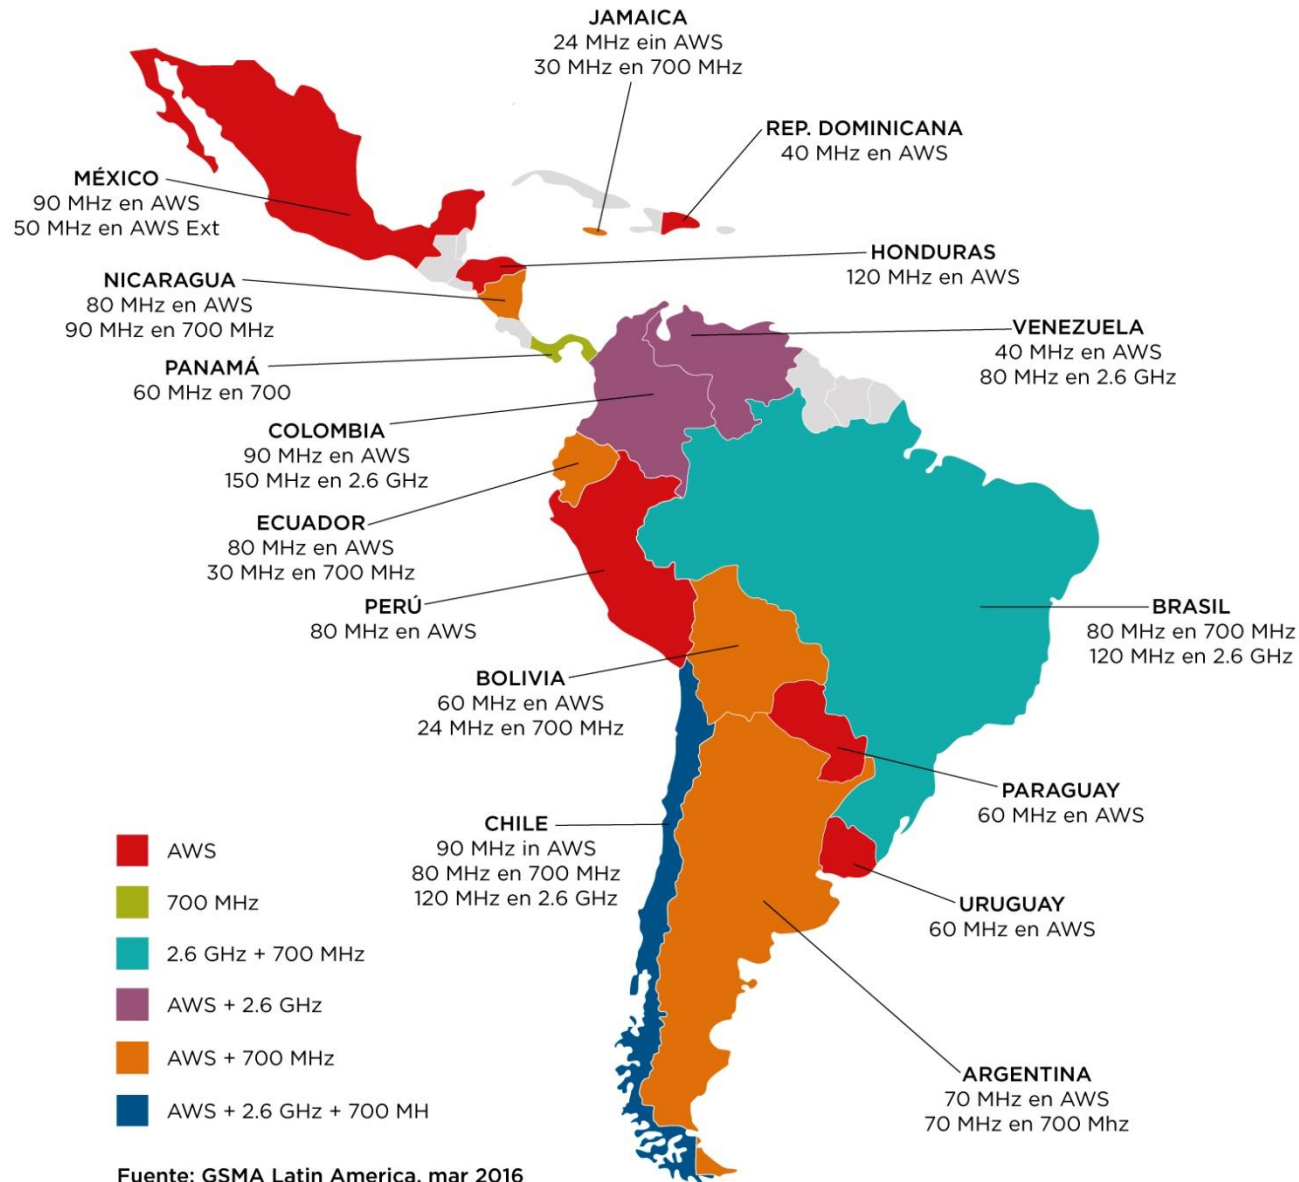 JAMAICA
24 MHz ein AWS
30 MHz en 700 MHz
REP. DOMINICANA
40 MHz en AWS
MÉXICO
90 MHz en AWS
50 MHz en AWS Ext
HONDURAS
120 MHz en AWS
NICARAGUA
80 MHz en AWS
90 MHz en 700 MHz
VENEZUELA
40 MHz en AWS
80 MHz en 2.6 GHz
PANAMÁ
60 MHz en 700
COLOMBIA
90 MHz en AWS
150 MHz en 2.6 GHz
ECUADOR
80 MHz en AWS
30 MHz en 700 MHz
PERÚ
80 MHz en AWS
BRASIL
80 MHz en 700 MHz
120 MHz en 2.6 GHz
BOLIVIA
60 MHz en AWS
24 MHz en 700 MHz
PARAGUAY
60 MHz en AWS
CHILE
90 MHz in AWS
80 MHz en 700 MHz
120 MHz en 2.6 GHz
URUGUAY
60 MHz en AWS
ARGENTINA
70 MHz en AWS
70 MHz en 700 Mhz
AWS
700 MHz
2.6 GHz + 700 MHz
AWS + 2.6 GHz
AWS + 700 MHz
AWS + 2.6 GHz + 700 MH
Fuente: GSMA Latin America, mar 2016